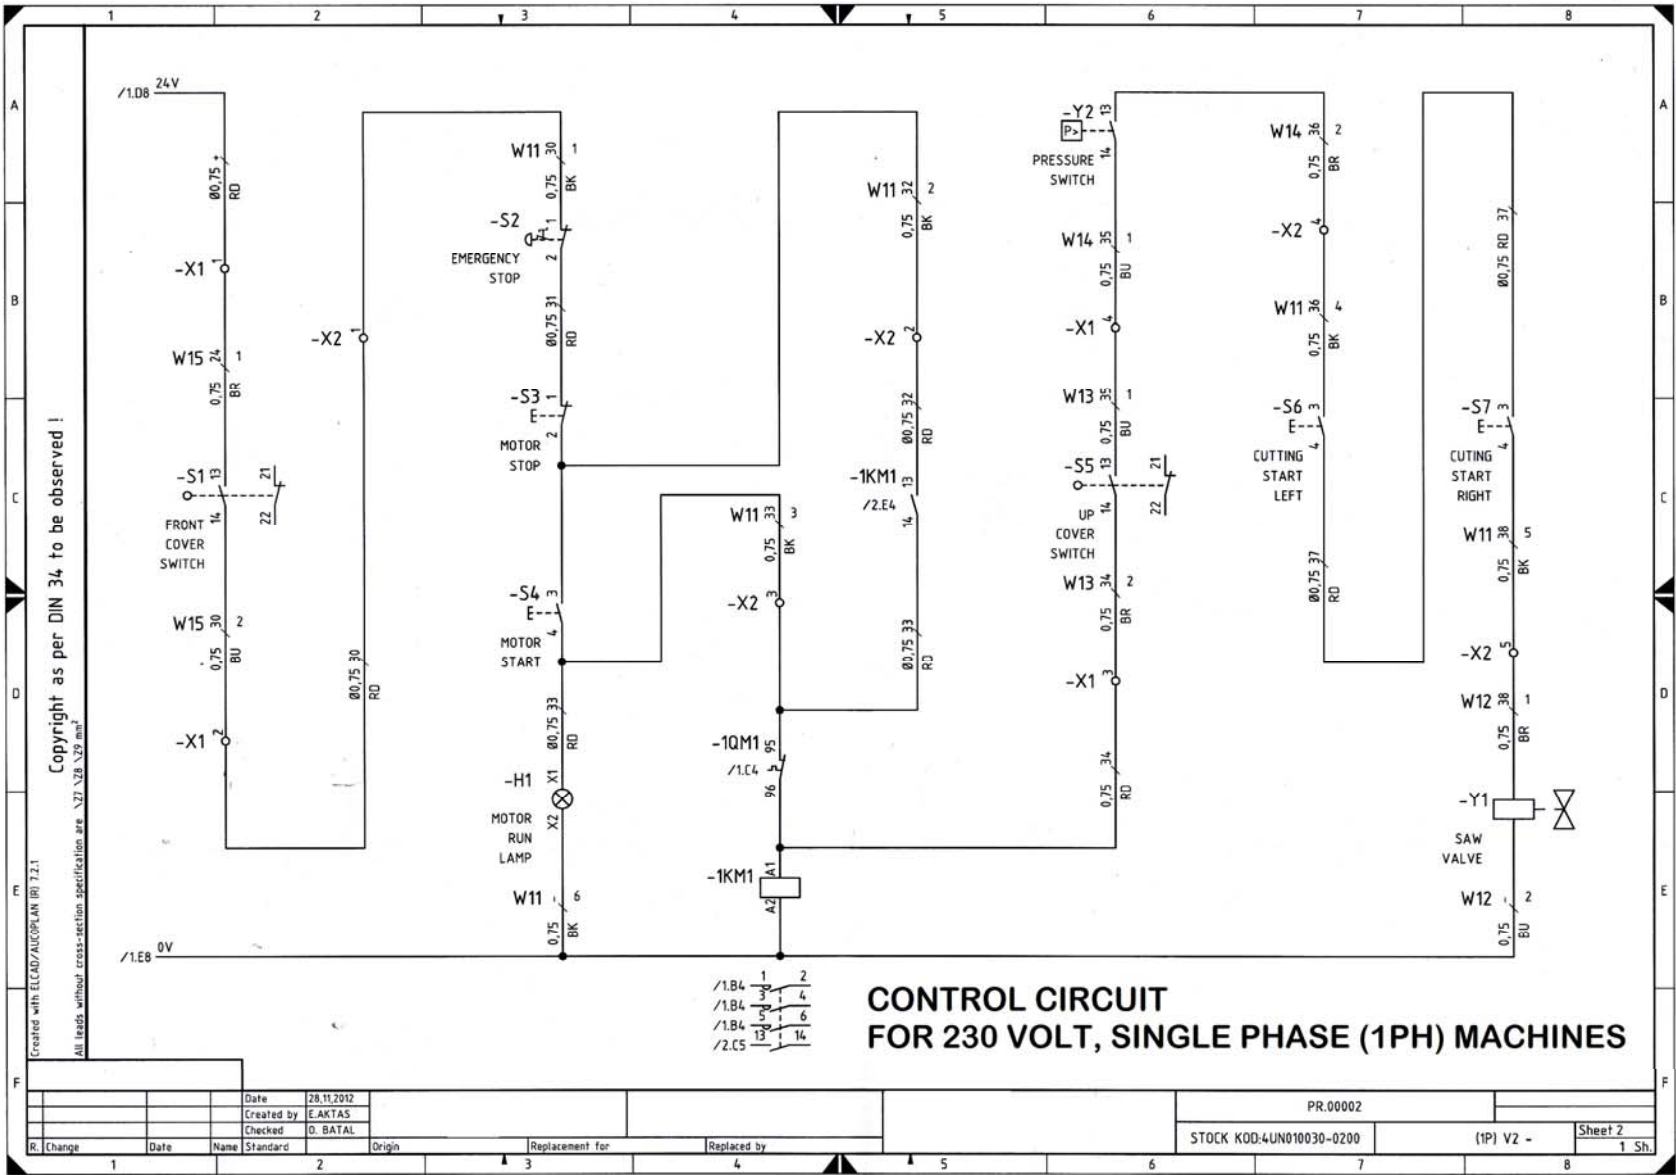 1 2 3 4 5 6 7 8
A
B
C
D
E
F
A
B
C
D
E
F
Copyright as per DIN 34 to be observed !
Created with ELCAD/AUCOPLAN (R) 7.2.1
All leads without cross-section specification are \27 \28 \29 mm²
/1.D8 24V
Ø0,75 +
RD
-X1 1
W15 24 1
0,75 BR
-S1 13 21
14 22
FRONT
COVER
SWITCH
W15 30 2
0,75 BU
-X1 2
/1.E8 0V
-X2 1
Ø0,75 30
RD
W11 30 1
0,75 BK
-S2 1
2
EMERGENCY
STOP
Ø0,75 31
RD
-S3 1
E
2
MOTOR
STOP
-S4 3
E
4
MOTOR
START
Ø0,75 33
RD
-H1 X1
X2
MOTOR
RUN
LAMP
W11 - 6
0,75 BK
W11 33 3
0,75 BK
-X2 3
-1QM1 95
/1.C4
96
-1KM1 A1
A2
/1.B4 1 2
/1.B4 3 4
/1.B4 5 6
/2.C5 13 14
W11 32 2
0,75 BK
-X2 2
Ø0,75 32
RD
-1KM1 13
/2.E4
14
Ø0,75 33
RD
-Y2 13
P>
14
PRESSURE
SWITCH
W14 35 1
0,75 BU
-X1 4
W13 35 1
0,75 BU
-S5 13 21
14 22
UP
COVER
SWITCH
W13 34 2
0,75 BR
-X1 3
0,75 34
RD
W14 36 2
0,75 BR
-X2 4
W11 36 4
0,75 BK
-S6 3
E
4
CUTTING
START
LEFT
Ø0,75 37
RD
Ø0,75 RD 37
-S7 3
E
4
CUTING
START
RIGHT
W11 38 5
0,75 BK
-X2 5
W12 38 1
0,75 BR
-Y1
SAW
VALVE
W12 2
0,75 BU
CONTROL CIRCUIT
FOR 230 VOLT, SINGLE PHASE (1PH) MACHINES
Date 28,11,2012
Created by E.AKTAS
Checked O. BATAL
R. Change Date Name Standard Origin Replacement for Replaced by
PR.00002
STOCK KOD:4UN010030-0200
(1P) V2 -
Sheet 2
1 Sh.
1 2 3 4 5 6 7 8